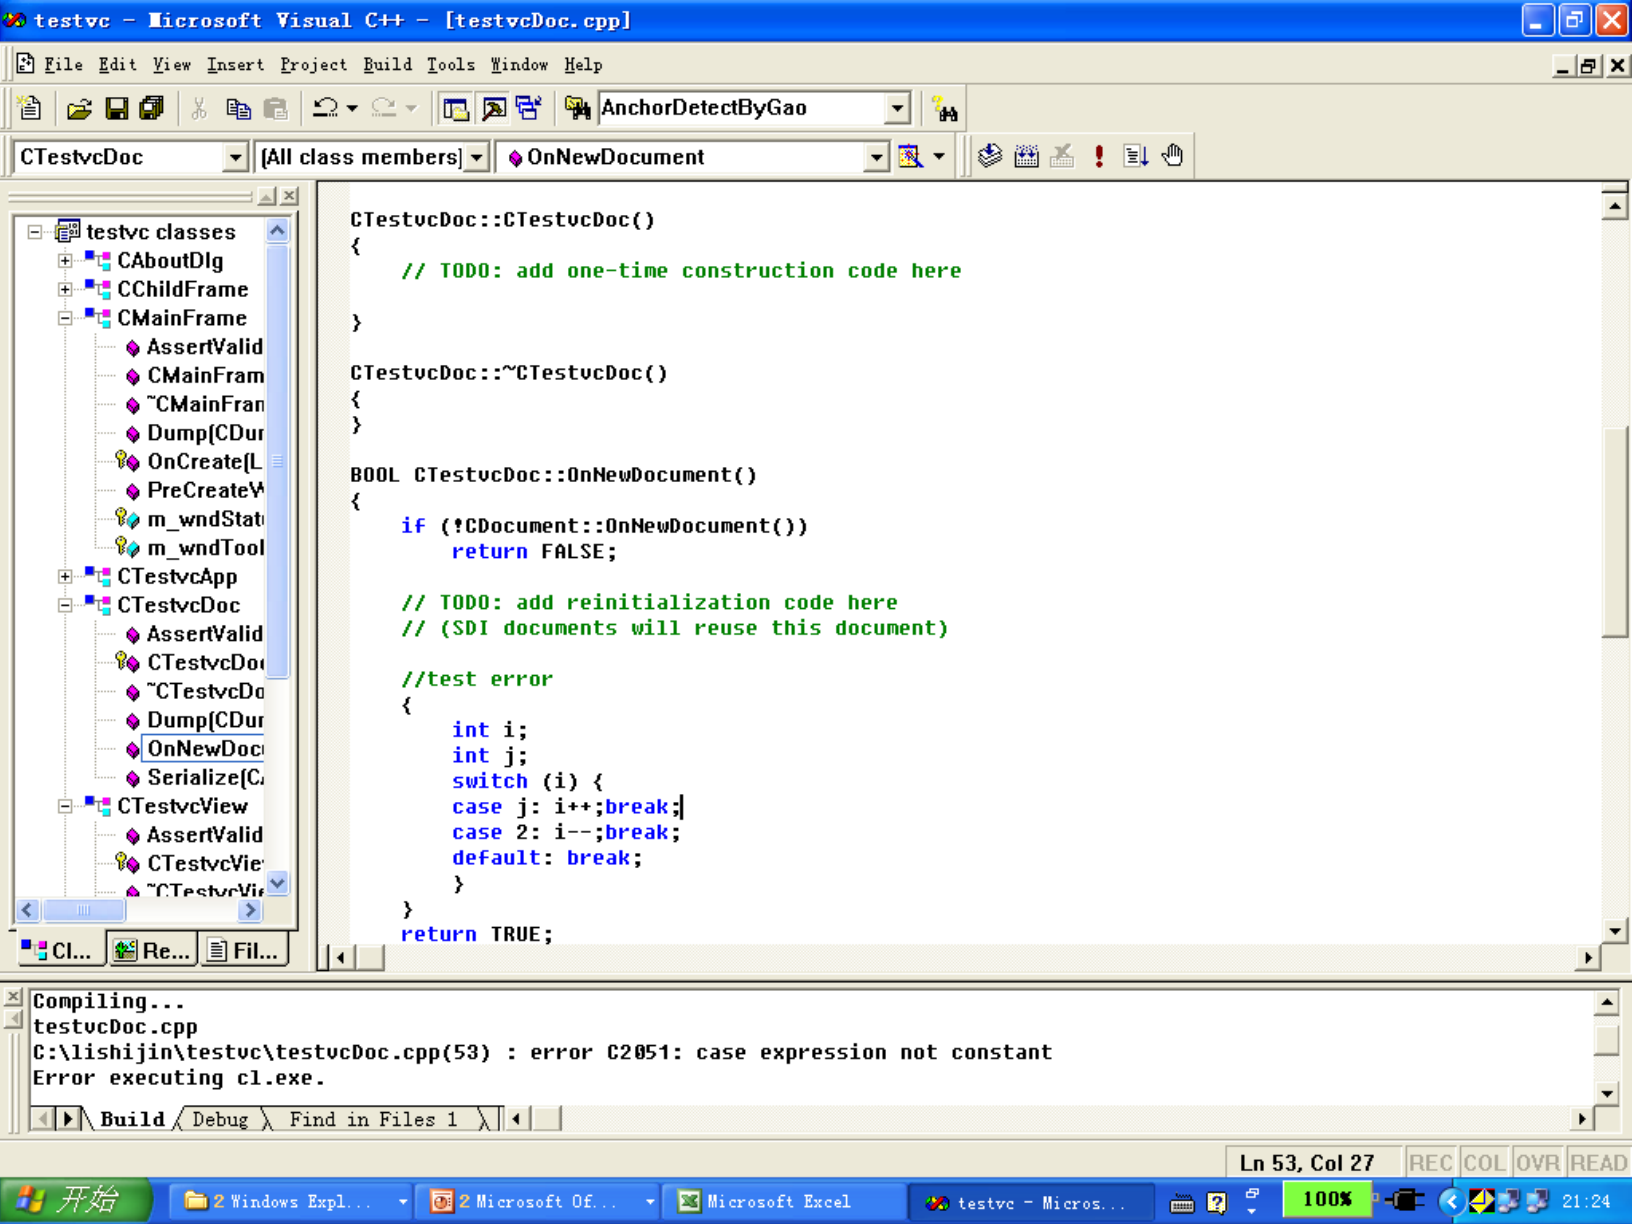 testvc - Microsoft Visual C++ - [testvcDoc.cpp]
File Edit View Insert Project Build Tools Window Help
AnchorDetectByGao
CTestvcDoc
[All class members]
OnNewDocument
testvc classes
CAboutDlg
CChildFrame
CMainFrame
AssertValid
CMainFram
~CMainFran
Dump(CDur
OnCreate(L
PreCreateW
m_wndStat
m_wndTool
CTestvcApp
CTestvcDoc
AssertValid
CTestvcDo
~CTestvcDo
Dump(CDur
OnNewDoc
Serialize(C
CTestvcView
AssertValid
CTestvcVie
~CTestvcVie
Cl...
Re...
Fil...
CTestvcDoc::CTestvcDoc()
{
// TODO: add one-time construction code here
}
CTestvcDoc::~CTestvcDoc()
{
}
BOOL CTestvcDoc::OnNewDocument()
{
if (!CDocument::OnNewDocument())
return FALSE;
// TODO: add reinitialization code here
// (SDI documents will reuse this document)
//test error
{
int i;
int j;
switch (i) {
case j: i++;break;
case 2: i--;break;
default: break;
}
}
return TRUE;
Compiling...
testvcDoc.cpp
C:\lishijin\testvc\testvcDoc.cpp(53) : error C2051: case expression not constant
Error executing cl.exe.
Build
Debug
Find in Files 1
Ln 53, Col 27
REC COL OVR READ
开始
2 Windows Expl...
2 Microsoft Of...
Microsoft Excel
testvc - Micros...
100%
21:24